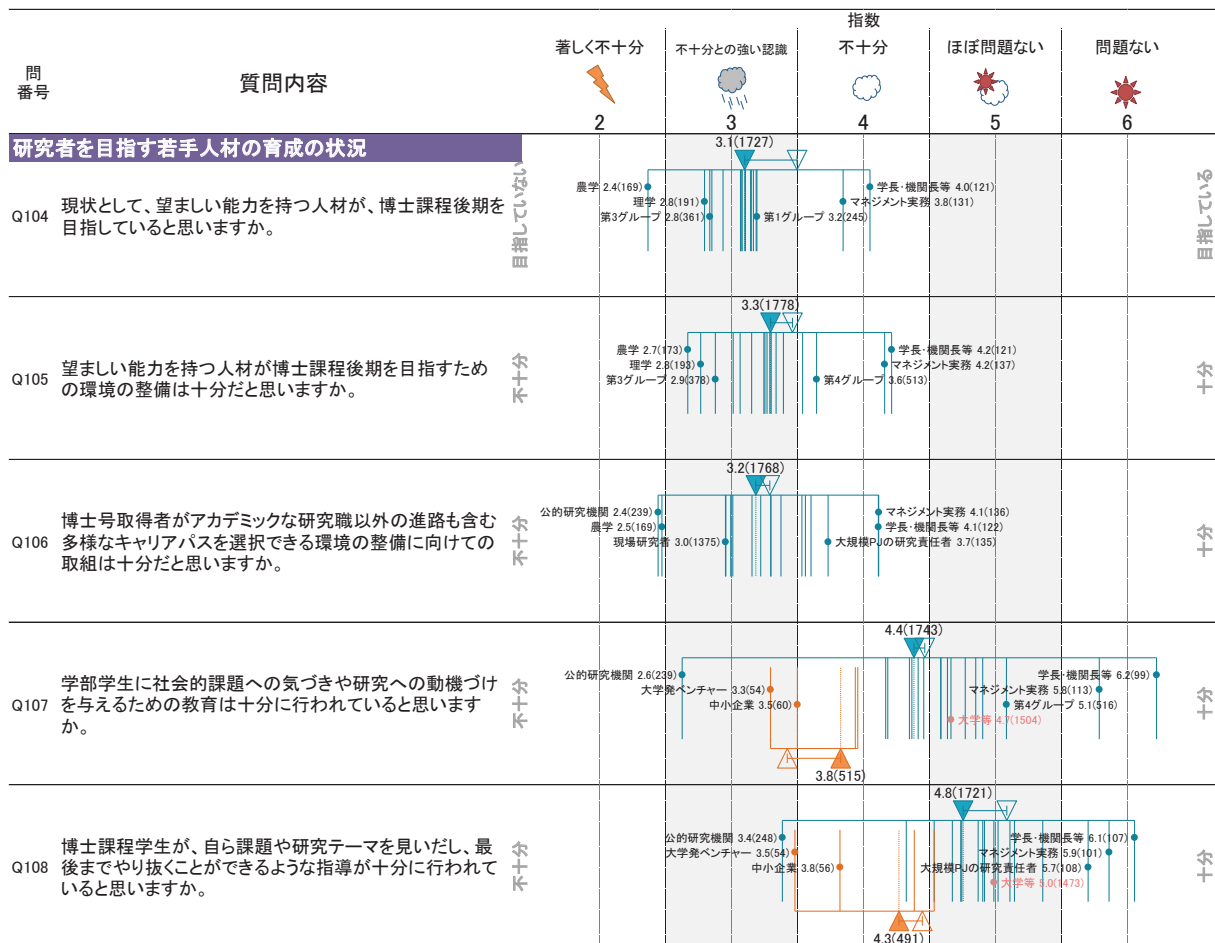 指数
著しく不十分
不十分との強い認識
不十分
ほぼ問題ない
問題ない
問
番号
質問内容
2
3
4
5
6
研究者を目指す若手人材の育成の状況
Q104
現状として、望ましい能力を持つ人材が、博士課程後期を
目指していると思いますか。
目指していない
3.1(1727)
農学 2.4(169)
理学 2.8(191)
第3グループ 2.8(361)
学長・機関長等 4.0(121)
マネジメント実務 3.8(131)
第1グループ 3.2(245)
目指している
Q105
望ましい能力を持つ人材が博士課程後期を目指すため
の環境の整備は十分だと思いますか。
不十分
3.3(1778)
農学 2.7(173)
理学 2.8(193)
第3グループ 2.9(378)
学長・機関長等 4.2(121)
マネジメント実務 4.2(137)
第4グループ 3.6(513)
十分
Q106
博士号取得者がアカデミックな研究職以外の進路も含む
多様なキャリアパスを選択できる環境の整備に向けての
取組は十分だと思いますか。
不十分
3.2(1768)
公的研究機関 2.4(239)
農学 2.5(169)
現場研究者 3.0(1375)
マネジメント実務 4.1(136)
学長・機関長等 4.1(122)
大規模PJの研究責任者 3.7(135)
十分
Q107
学部学生に社会的課題への気づきや研究への動機づけ
を与えるための教育は十分に行われていると思います
か。
不十分
4.4(1743)
公的研究機関 2.6(239)
大学発ベンチャー 3.3(54)
中小企業 3.5(60)
学長・機関長等 6.2(99)
マネジメント実務 5.8(113)
第4グループ 5.1(516)
大学等 4.7(1504)
3.8(515)
十分
Q108
博士課程学生が、自ら課題や研究テーマを見いだし、最
後までやり抜くことができるような指導が十分に行われて
いると思いますか。
不十分
4.8(1721)
公的研究機関 3.4(248)
大学発ベンチャー 3.5(54)
中小企業 3.8(56)
学長・機関長等 6.1(107)
マネジメント実務 5.9(101)
大規模PJの研究責任者 5.7(108)
大学等 5.0(1473)
4.3(491)
十分